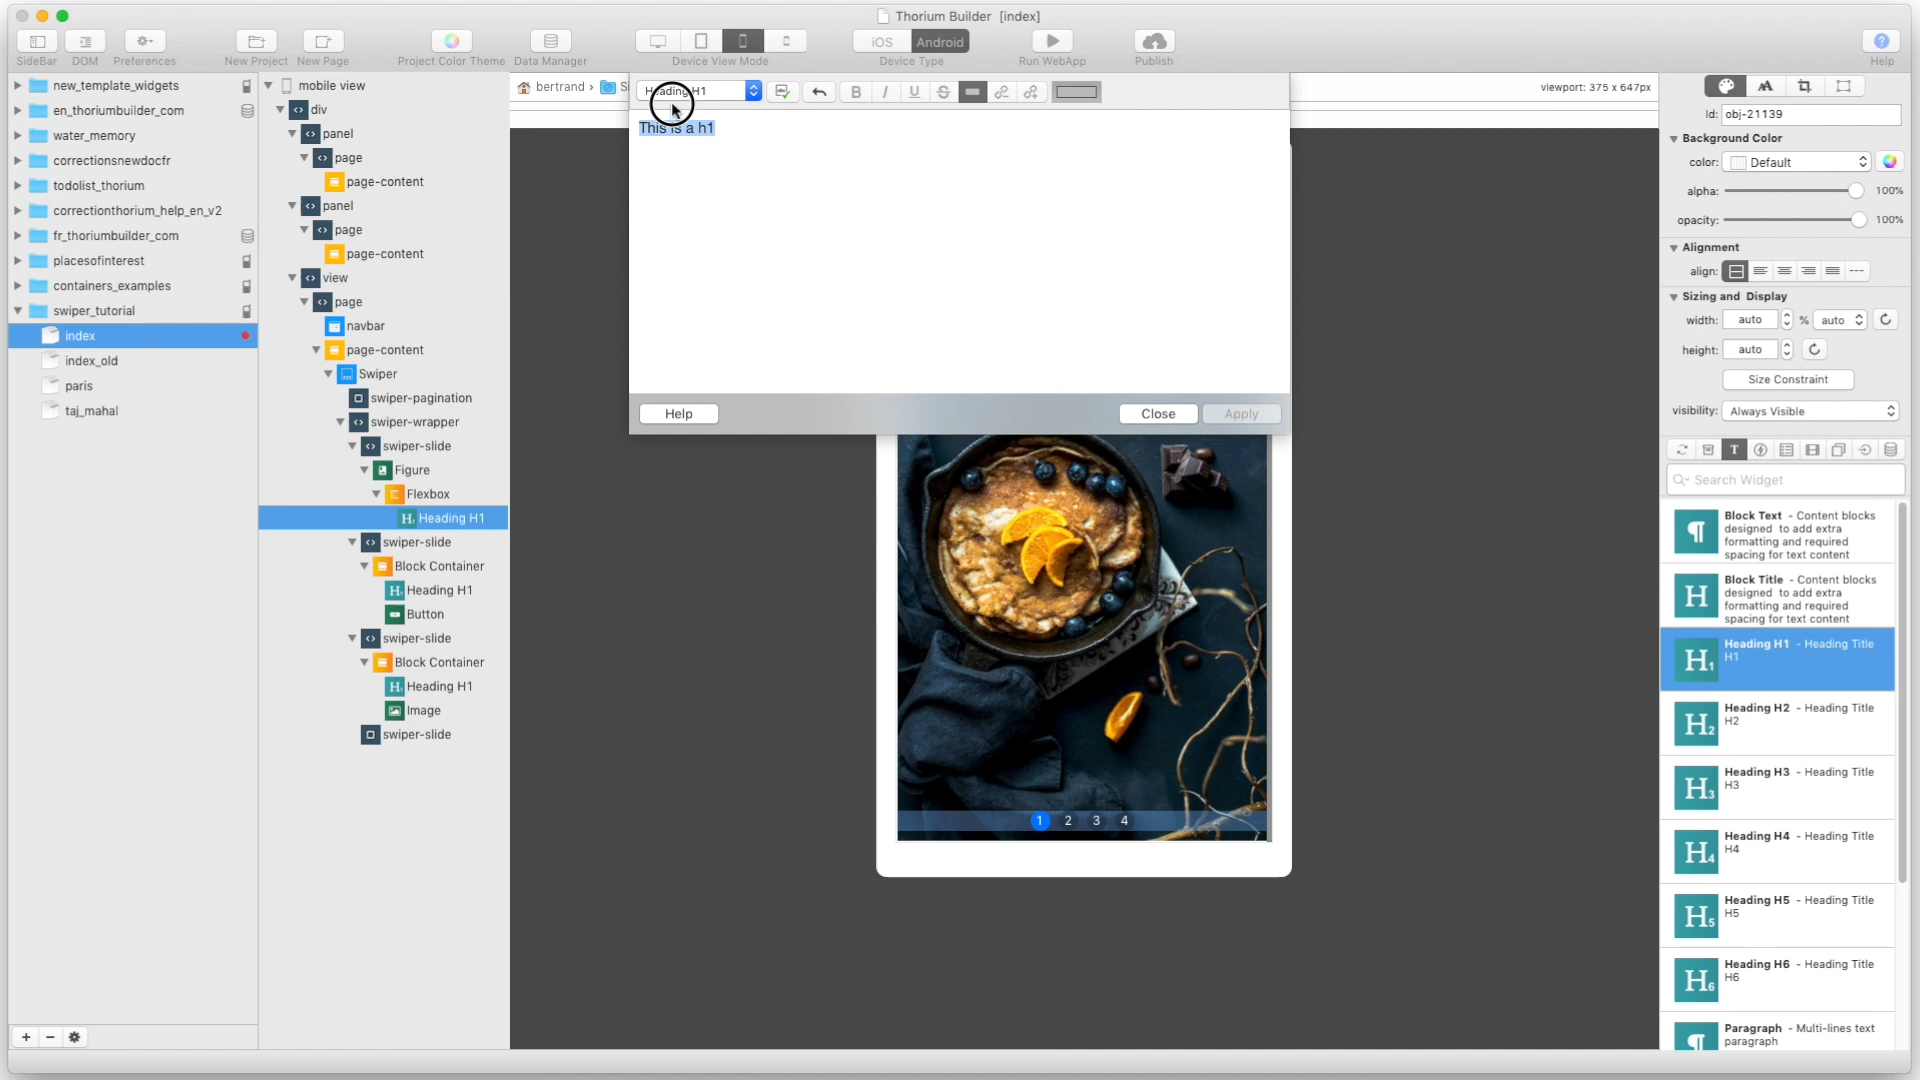 Thorium Builder [index]
SideBar
DOM
Preferences
New Project
New Page
Project Color Theme
Data Manager
Device View Mode
iOS
Android
Device Type
Run WebApp
Publish
?
Help
new_template_widgets
en_thoriumbuilder_com
water_memory
correctionsnewdocfr
todolist_thorium
correctionthorium_help_en_v2
fr_thoriumbuilder_com
placesofinterest
containers_examples
swiper_tutorial
index
index_old
paris
taj_mahal
mobile view
div
panel
page
page-content
panel
page
page-content
view
page
navbar
page-content
Swiper
swiper-pagination
swiper-wrapper
swiper-slide
Figure
Flexbox
Heading H1
swiper-slide
Block Container
Heading H1
Button
swiper-slide
Block Container
Heading H1
Image
swiper-slide
bertrand
viewport: 375 x 647px
Heading H1
B I U S
This is a h1
Help
Close
Apply
1 2 3 4
Id: obj-21139
Background Color
color: Default
alpha: 100%
opacity: 100%
Alignment
align:
Sizing and Display
width: auto % auto
height: auto
Size Constraint
visibility: Always Visible
Search Widget
Block Text - Content blocks
designed to add extra
formatting and required
spacing for text content
Block Title - Content blocks
designed to add extra
formatting and required
spacing for text content
Heading H1 - Heading Title
H1
Heading H2 - Heading Title
H2
Heading H3 - Heading Title
H3
Heading H4 - Heading Title
H4
Heading H5 - Heading Title
H5
Heading H6 - Heading Title
H6
Paragraph - Multi-lines text
paragraph